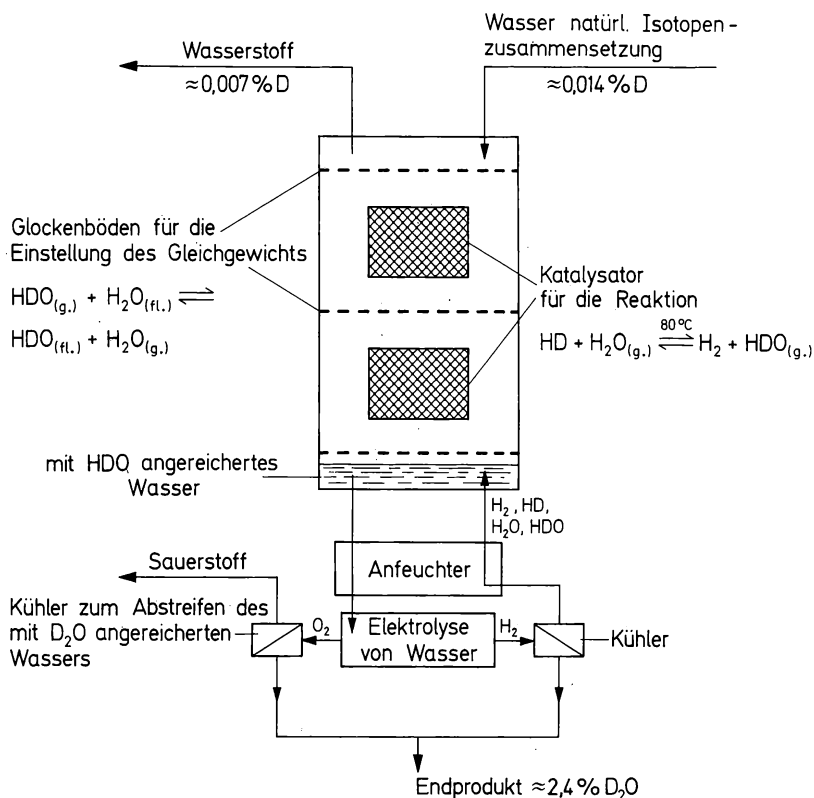 Wasserstoff
≈0,007%D
Wasser natürl. Isotopen-
zusammensetzung
≈0,014%D
Glockenböden für die
Einstellung des Gleichgewichts
HDO(g.) + H₂O(fl.) ⇌
HDO(fl.) + H₂O(g.)
Katalysator
für die Reaktion
80°C
HD + H₂O(g.) ⇌ H₂ + HDO(g.)
mit HDO angereichertes
Wasser
H₂, HD,
H₂O, HDO
Anfeuchter
Sauerstoff
Kühler zum Abstreifen des
mit D₂O angereicherten
Wassers
O₂
Elektrolyse
von Wasser
H₂
Kühler
Endprodukt ≈2,4% D₂O